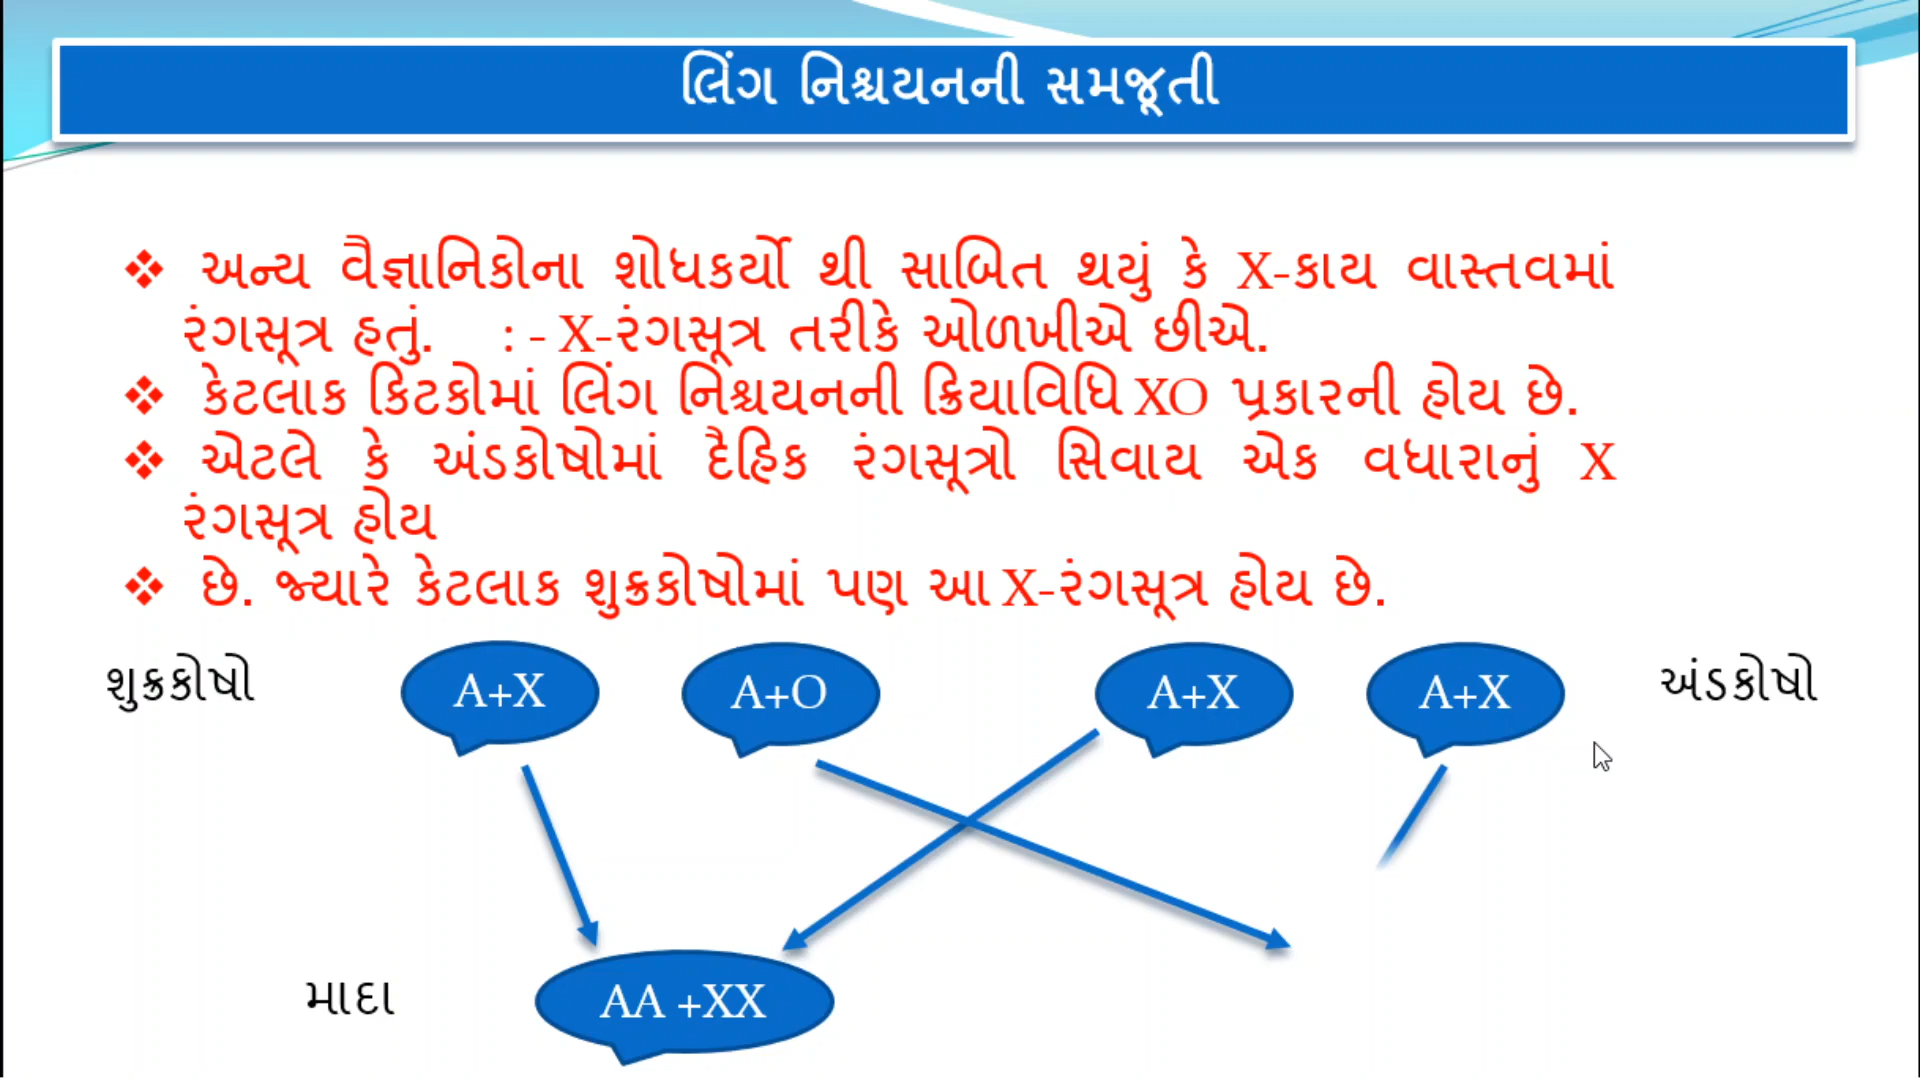 લિંગ નિશ્ચયનની સમજૂતી
❖ અન્ય વૈજ્ઞાનિકોના શોધકર્યો થી સાબિત થયું કે X-કાય વાસ્તવમાં
રંગસૂત્ર હતું. : - X-રંગસૂત્ર તરીકે ઓળખીએ છીએ.
❖ કેટલાક કિટકોમાં લિંગ નિશ્ચયનની ક્રિયાવિધિ XO પ્રકારની હોય છે.
❖ એટલે કે અંડકોષોમાં દૈહિક રંગસૂત્રો સિવાય એક વધારાનું X
રંગસૂત્ર હોય
❖ છે. જ્યારે કેટલાક શુક્રકોષોમાં પણ આ X-રંગસૂત્ર હોય છે.
શુક્રકોષો A+X A+O A+X A+X અંડકોષો
માદા AA +XX